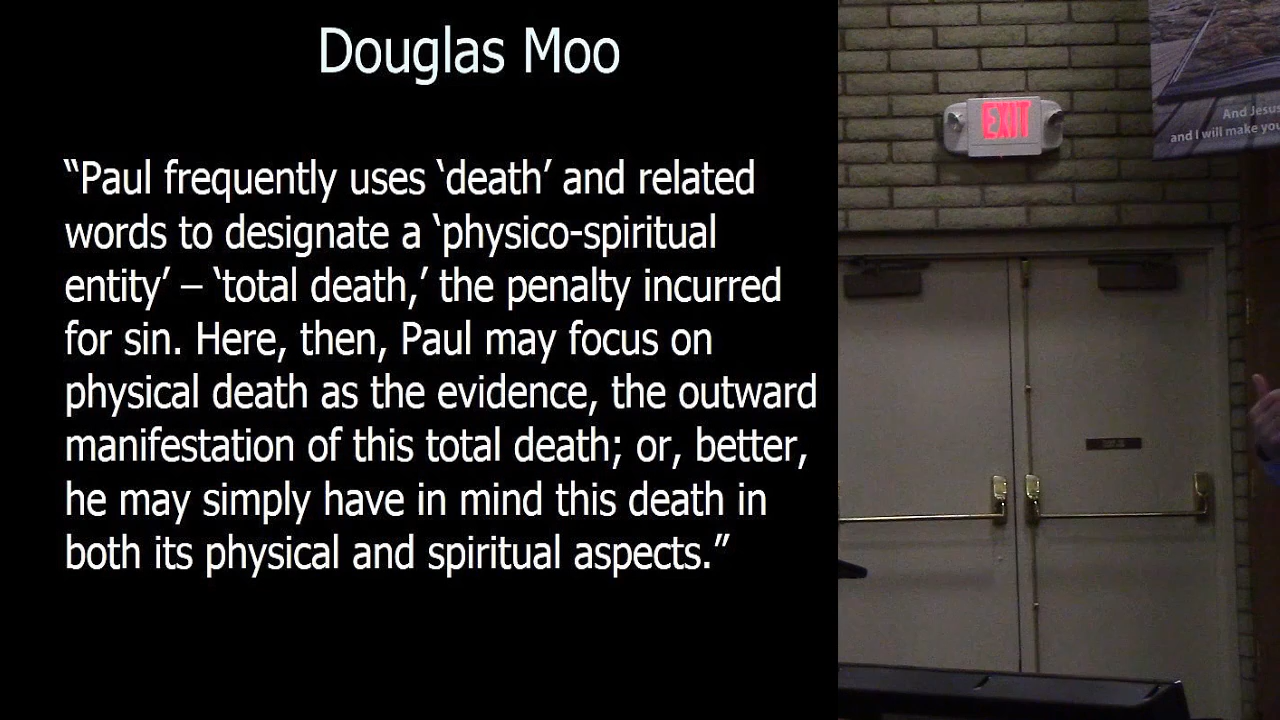 Douglas Moo
“Paul frequently uses ‘death’ and related
words to designate a ‘physico-spiritual
entity’ – ‘total death,’ the penalty incurred
for sin. Here, then, Paul may focus on
physical death as the evidence, the outward
manifestation of this total death; or, better,
he may simply have in mind this death in
both its physical and spiritual aspects.”
EXIT
And Jesus
and I will make you